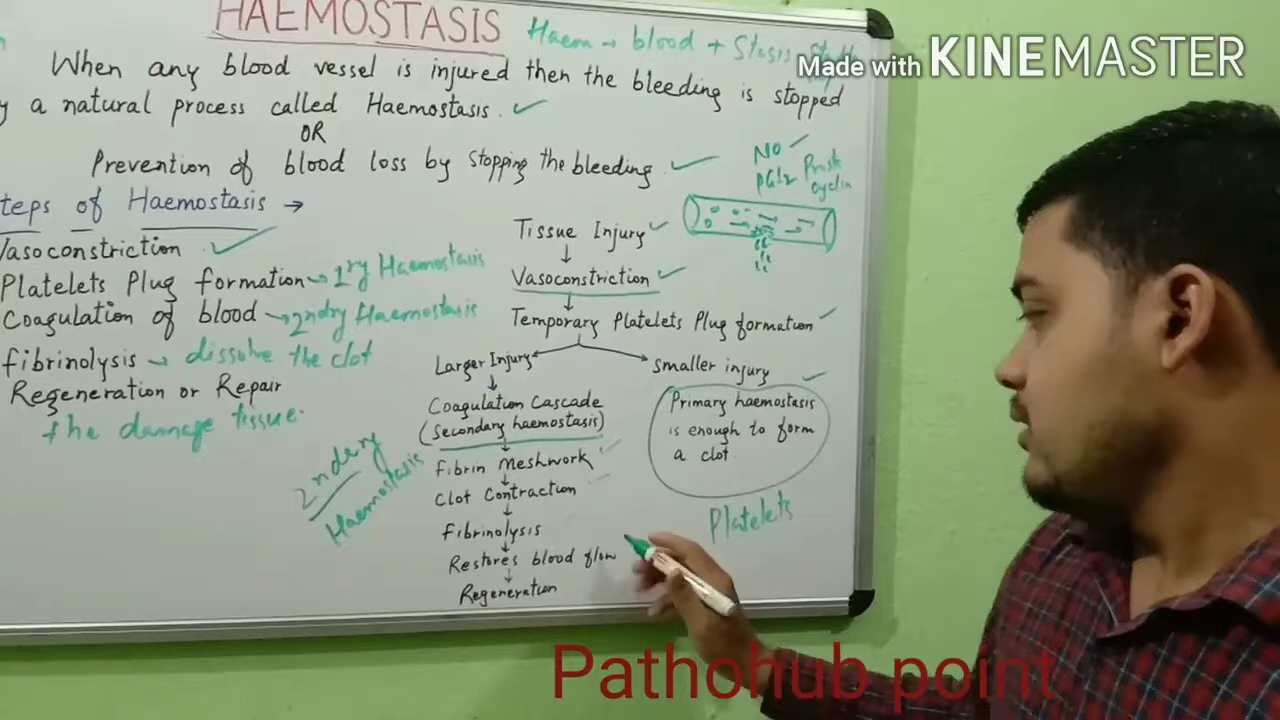 HAEMOSTASIS
Haem → blood + Stasis
Made with KINEMASTER
When any blood vessel is injured then the bleeding is stopped
y a natural process called Haemostasis. ✓
OR
Prevention of blood loss by stopping the bleeding ✓
NO ✓
PGI2 Prosta
cyclin
teps of Haemostasis →
Vasoconstriction ✓
Platelets Plug formation → 1ry Haemostasis
Coagulation of blood → 2ndry Haemostasis
fibrinolysis → dissolve the clot
Regeneration or Repair
the damage tissue.
Tissue Injury ✓
↓
Vasoconstriction ✓
↓
Temporary Platelets Plug formation ✓
Larger Injury
↓
Coagulation Cascade
(Secondary haemostasis)
↓
Fibrin Meshwork ✓
↓
Clot Contraction
↓
Fibrinolysis
↓
Restores blood flow
↓
Regeneration
2ndery
Haemostasis
smaller injury ✓
Primary haemostasis
is enough to form
a clot.
Platelets
Pathohub point